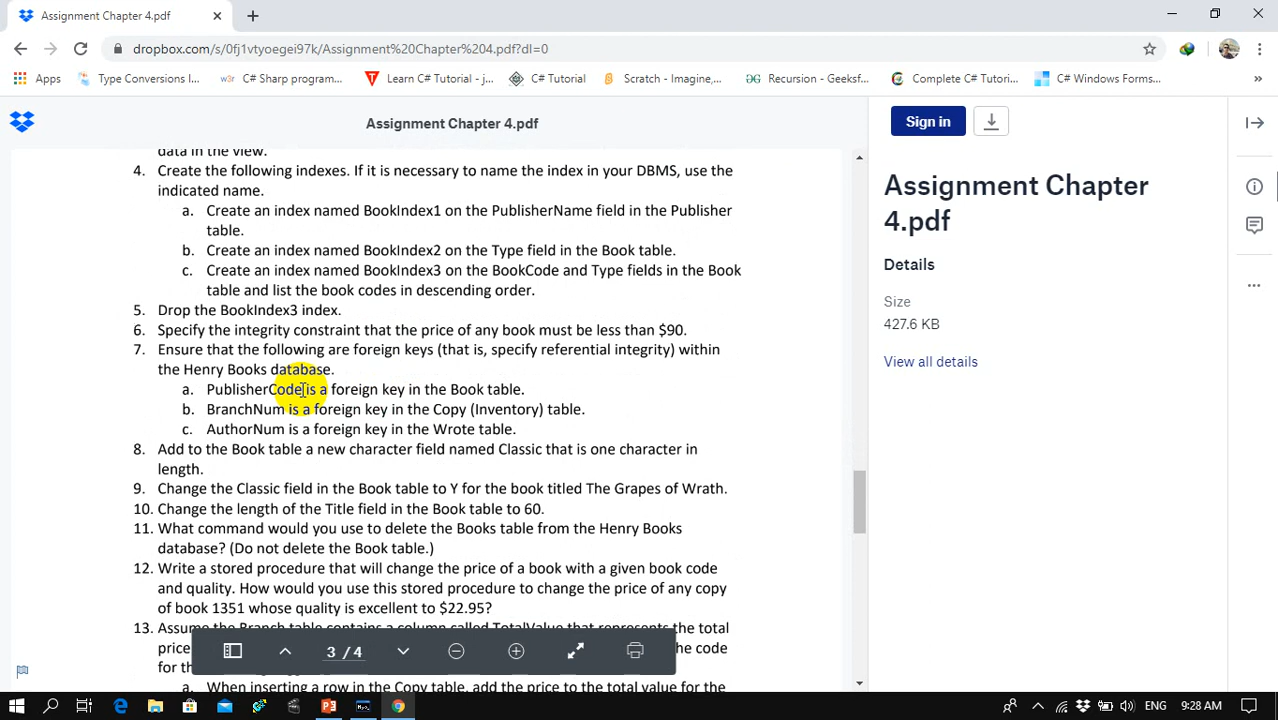 Assignment Chapter 4.pdf
dropbox.com/s/0fj1vtyoegei97k/Assignment%20Chapter%204.pdf?dl=0
Apps
Type Conversions I...
w3r
C# Sharp program...
Learn C# Tutorial - j...
C# Tutorial
Scratch - Imagine,...
Recursion - Geeksf...
Complete C# Tutori...
C# Windows Forms...
»
Assignment Chapter 4.pdf
data in the view.
4. Create the following indexes. If it is necessary to name the index in your DBMS, use the
indicated name.
a. Create an index named BookIndex1 on the PublisherName field in the Publisher
table.
b. Create an index named BookIndex2 on the Type field in the Book table.
c. Create an index named BookIndex3 on the BookCode and Type fields in the Book
table and list the book codes in descending order.
5. Drop the BookIndex3 index.
6. Specify the integrity constraint that the price of any book must be less than $90.
7. Ensure that the following are foreign keys (that is, specify referential integrity) within
the Henry Books database.
a. PublisherCode is a foreign key in the Book table.
b. BranchNum is a foreign key in the Copy (Inventory) table.
c. AuthorNum is a foreign key in the Wrote table.
8. Add to the Book table a new character field named Classic that is one character in
length.
9. Change the Classic field in the Book table to Y for the book titled The Grapes of Wrath.
10. Change the length of the Title field in the Book table to 60.
11. What command would you use to delete the Books table from the Henry Books
database? (Do not delete the Book table.)
12. Write a stored procedure that will change the price of a book with a given book code
and quality. How would you use this stored procedure to change the price of any copy
of book 1351 whose quality is excellent to $22.95?
13. Assume the Branch table contains a column called TotalValue that represents the total
price
he code
for th
a. When inserting a row in the Copy table, add the price to the total value for the
3 / 4
Sign in
Assignment Chapter
4.pdf
Details
Size
427.6 KB
View all details
ENG
9:28 AM